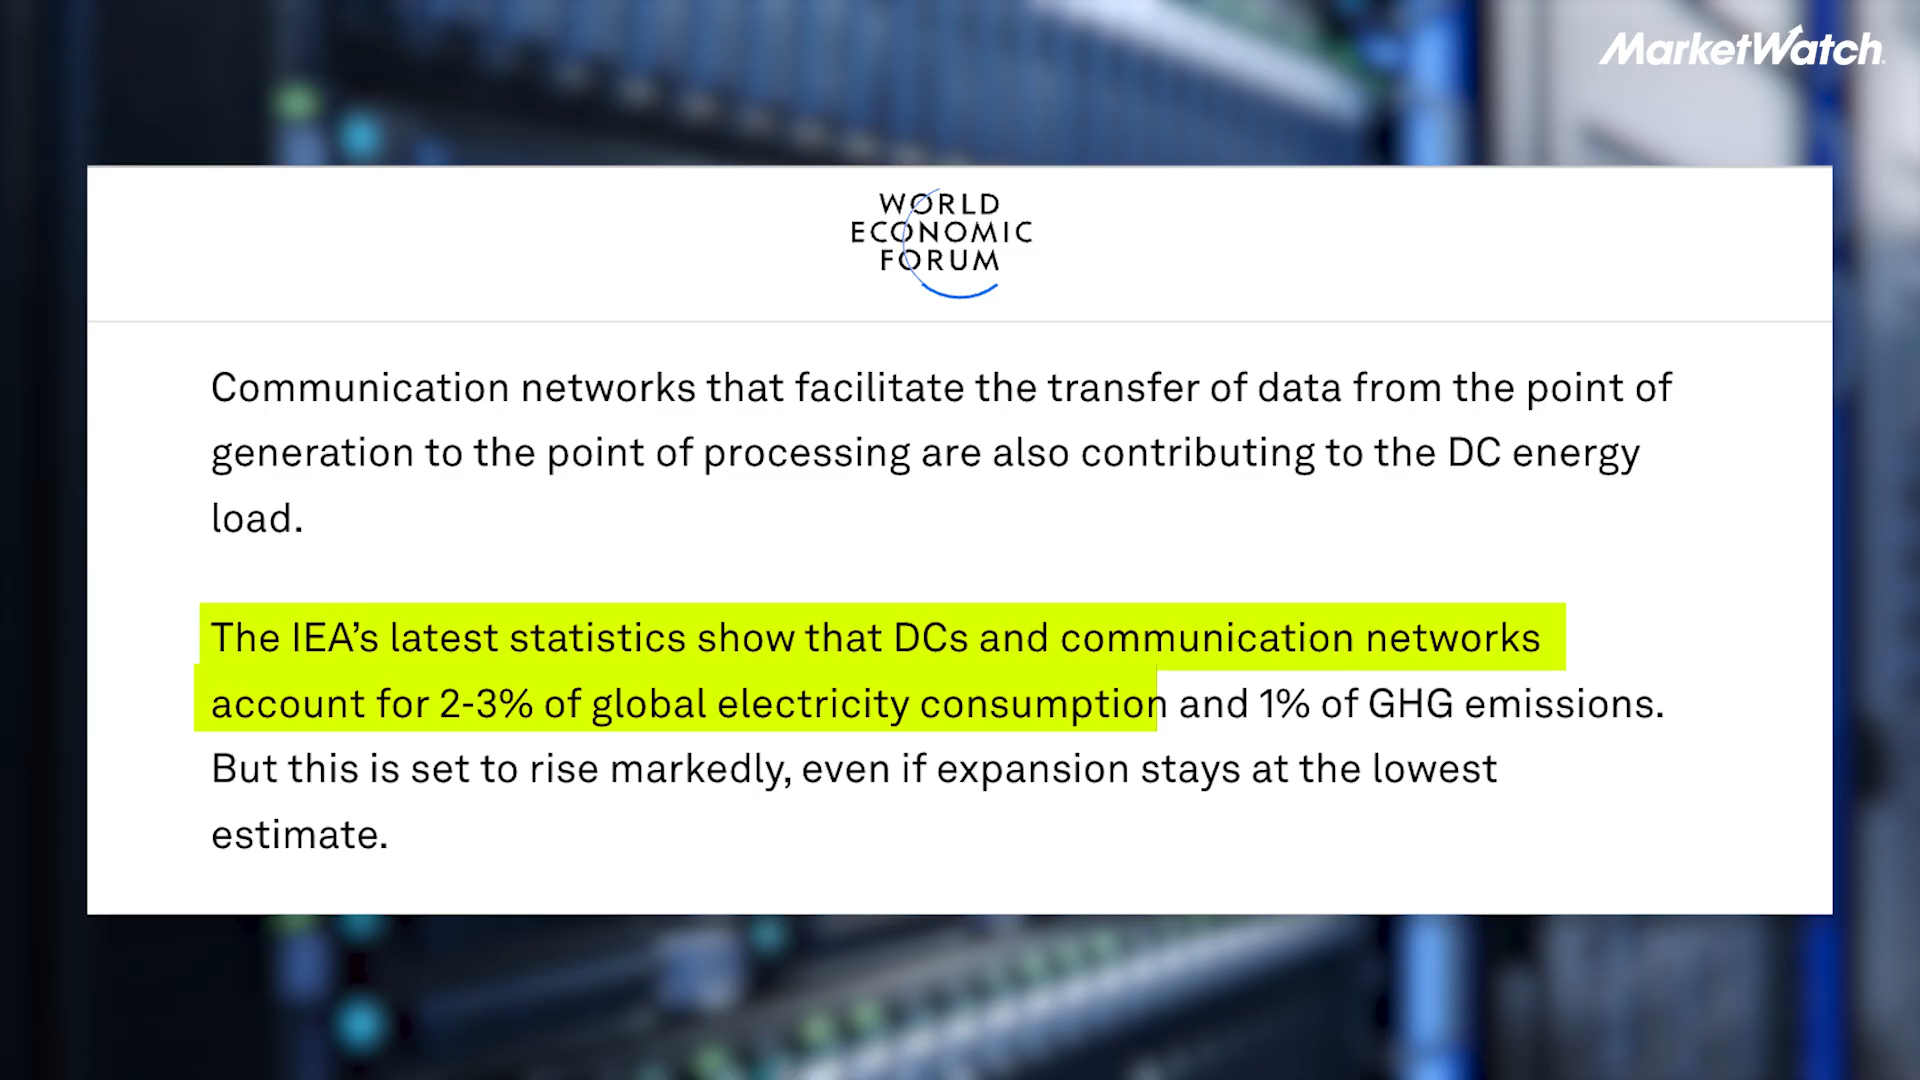 MarketWatch
WORLD
ECONOMIC
FORUM
Communication networks that facilitate the transfer of data from the point of
generation to the point of processing are also contributing to the DC energy
load.
The IEA’s latest statistics show that DCs and communication networks
account for 2-3% of global electricity consumption and 1% of GHG emissions.
But this is set to rise markedly, even if expansion stays at the lowest
estimate.